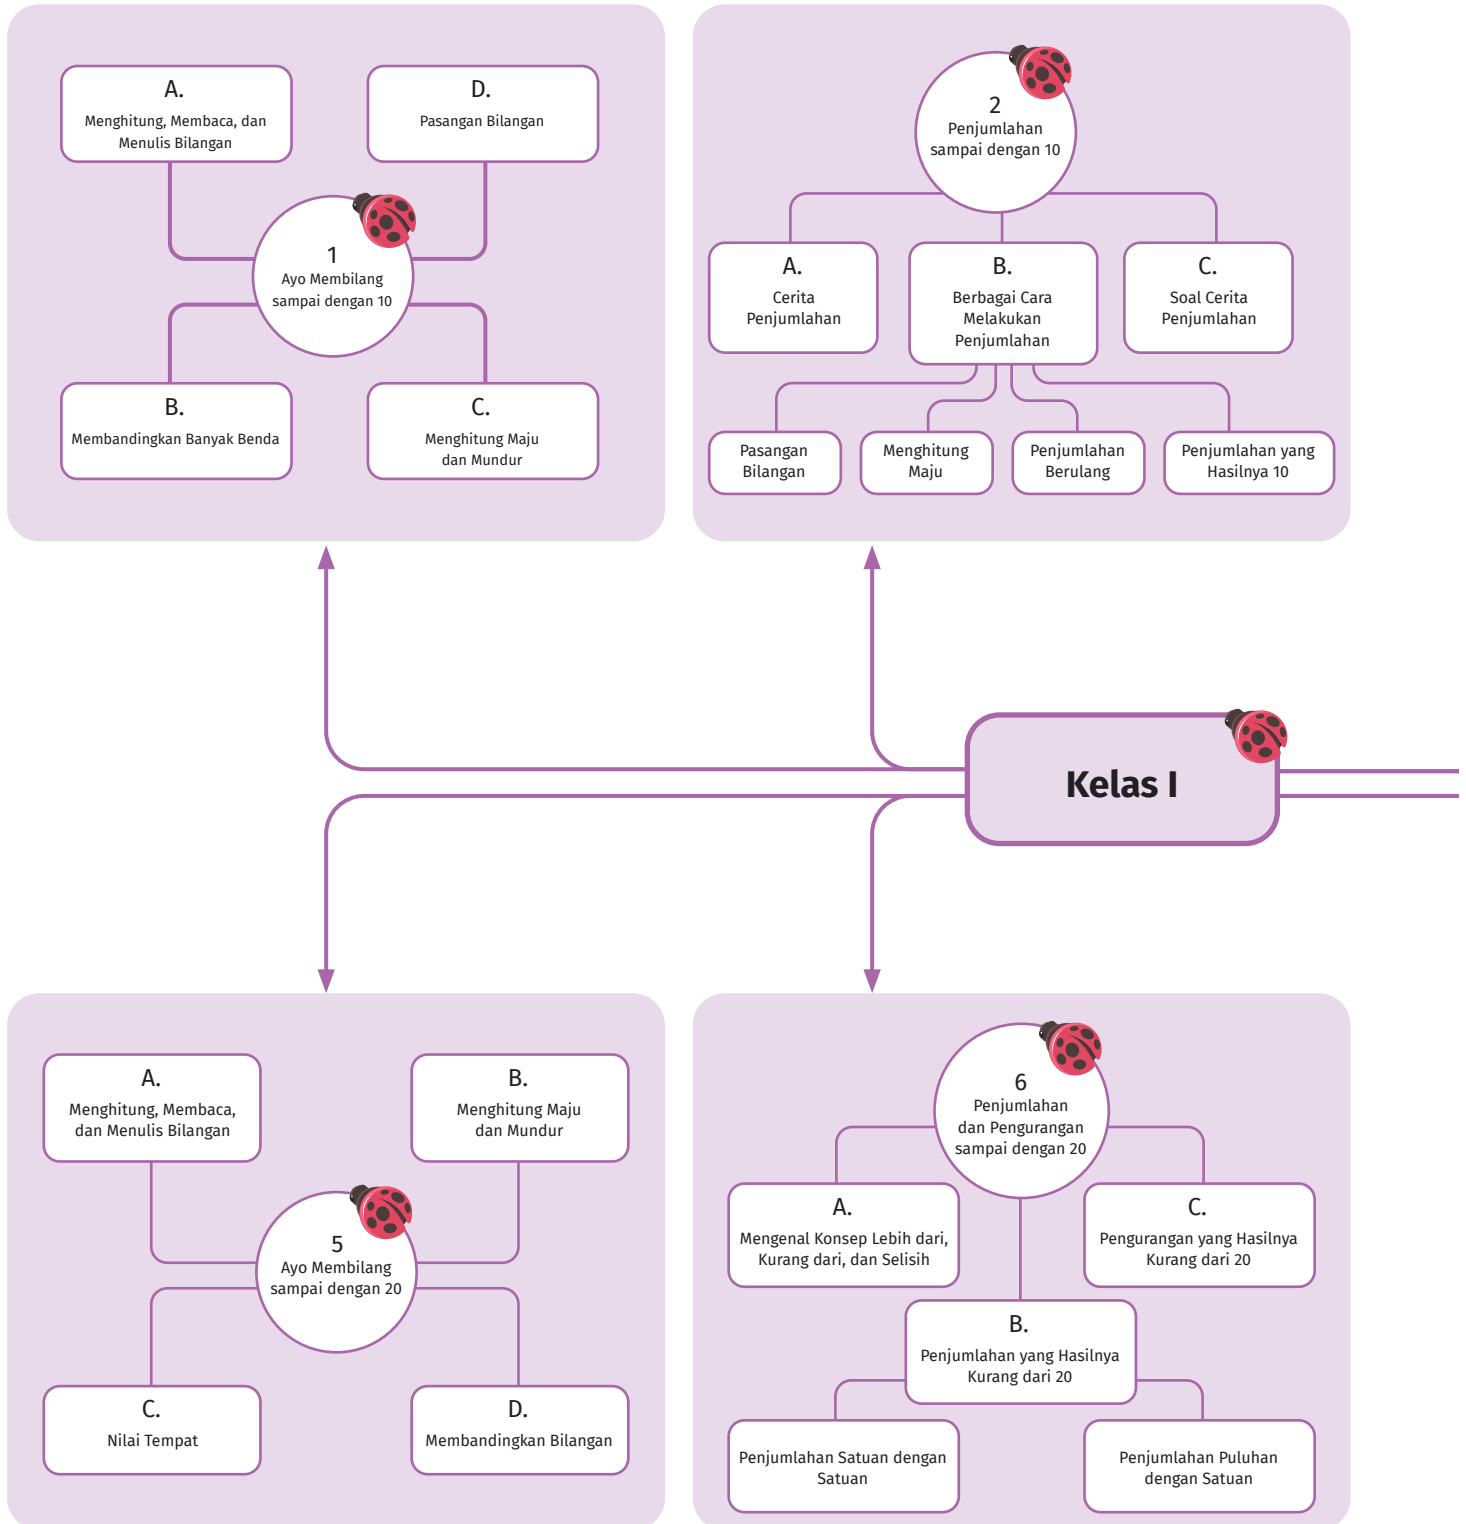 A.
Menghitung, Membaca, dan
Menulis Bilangan
D.
Pasangan Bilangan
1
Ayo Membilang
sampai dengan 10
B.
Membandingkan Banyak Benda
C.
Menghitung Maju
dan Mundur
2
Penjumlahan
sampai dengan 10
A.
Cerita
Penjumlahan
B.
Berbagai Cara
Melakukan
Penjumlahan
C.
Soal Cerita
Penjumlahan
Pasangan
Bilangan
Menghitung
Maju
Penjumlahan
Berulang
Penjumlahan yang
Hasilnya 10
Kelas I
A.
Menghitung, Membaca,
dan Menulis Bilangan
B.
Menghitung Maju
dan Mundur
5
Ayo Membilang
sampai dengan 20
C.
Nilai Tempat
D.
Membandingkan Bilangan
6
Penjumlahan
dan Pengurangan
sampai dengan 20
A.
Mengenal Konsep Lebih dari,
Kurang dari, dan Selisih
C.
Pengurangan yang Hasilnya
Kurang dari 20
B.
Penjumlahan yang Hasilnya
Kurang dari 20
Penjumlahan Satuan dengan
Satuan
Penjumlahan Puluhan
dengan Satuan